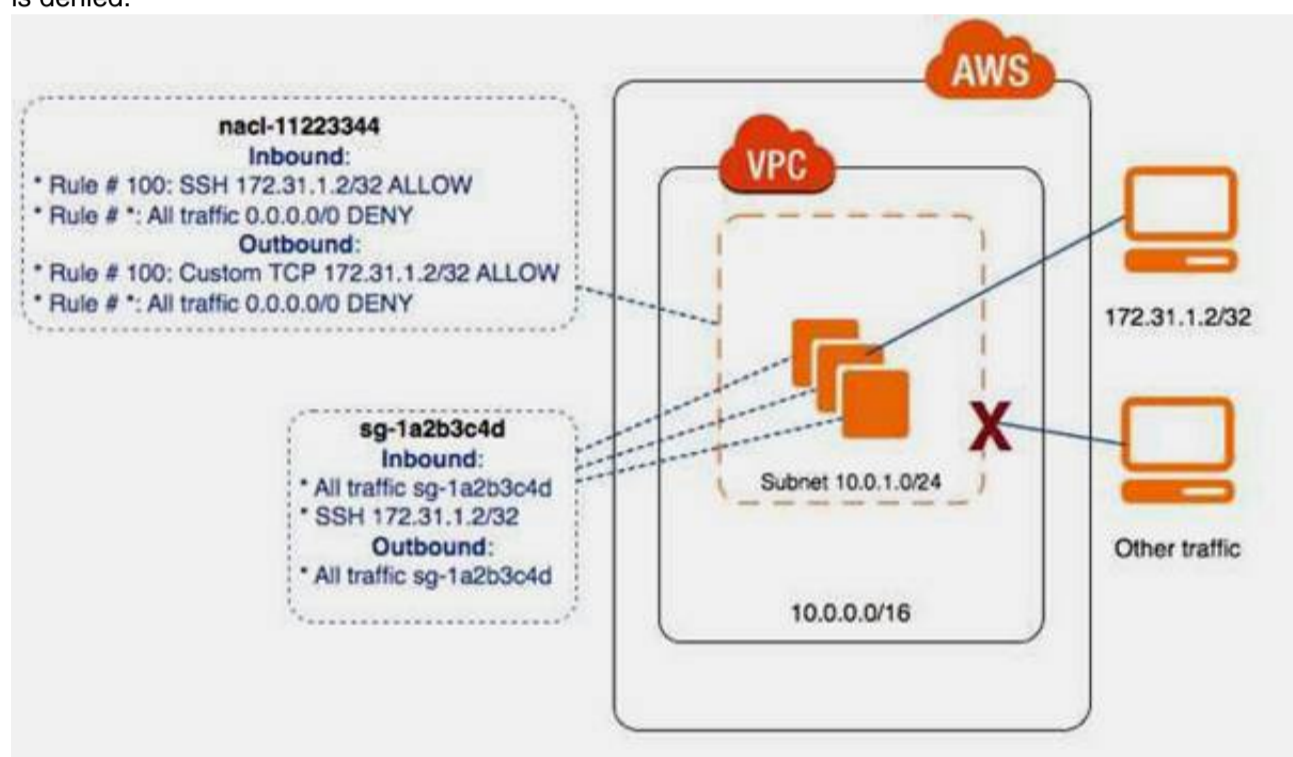 is denied.
AWS
VPC
nacl-11223344
Inbound:
* Rule # 100: SSH 172.31.1.2/32 ALLOW
* Rule # *: All traffic 0.0.0.0/0 DENY
Outbound:
* Rule # 100: Custom TCP 172.31.1.2/32 ALLOW
* Rule # *: All traffic 0.0.0.0/0 DENY
172.31.1.2/32
sg-1a2b3c4d
Inbound:
* All traffic sg-1a2b3c4d
* SSH 172.31.1.2/32
Outbound:
* All traffic sg-1a2b3c4d
X
Subnet 10.0.1.0/24
Other traffic
10.0.0.0/16